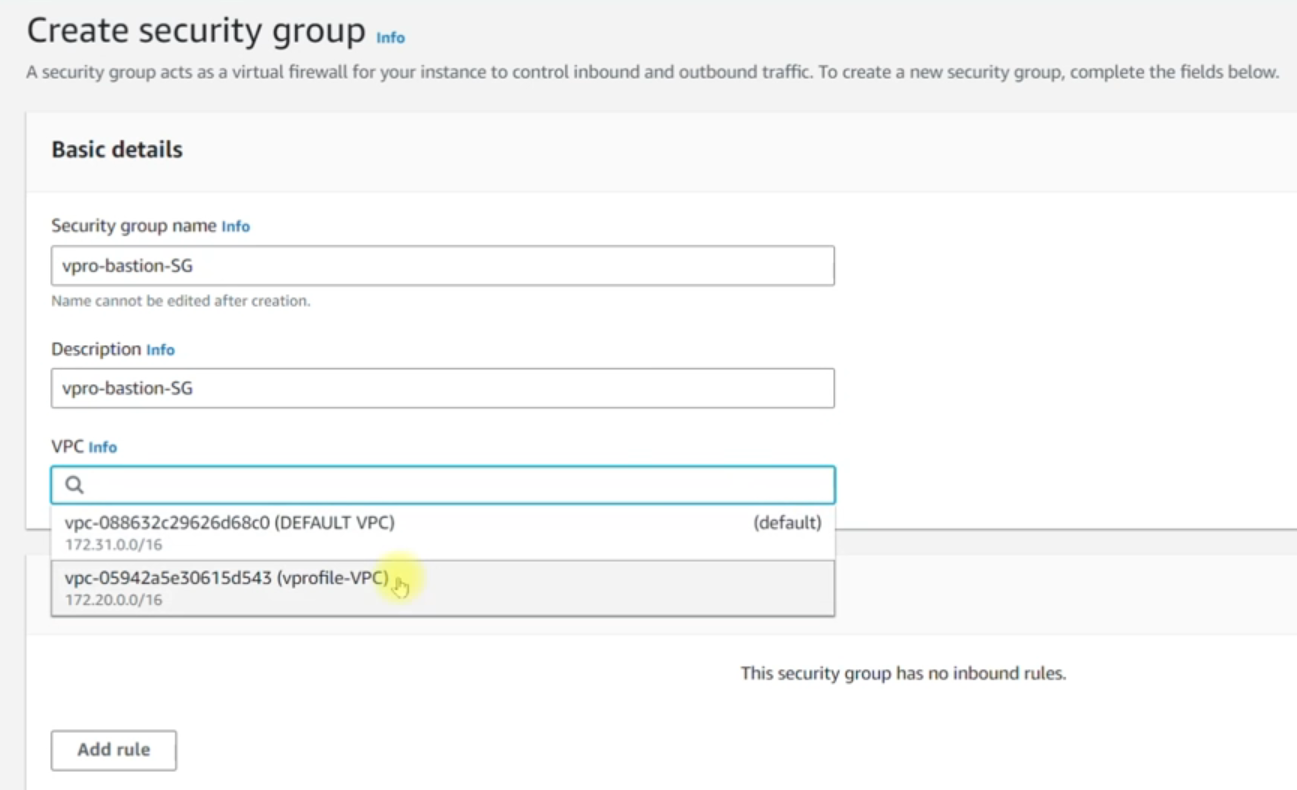 Create security group Info
A security group acts as a virtual firewall for your instance to control inbound and outbound traffic. To create a new security group, complete the fields below.
Basic details
Security group name Info
vpro-bastion-SG
Name cannot be edited after creation.
Description Info
vpro-bastion-SG
VPC Info
vpc-088632c29626d68c0 (DEFAULT VPC) (default)
172.31.0.0/16
vpc-05942a5e30615d543 (vprofile-VPC)
172.20.0.0/16
This security group has no inbound rules.
Add rule